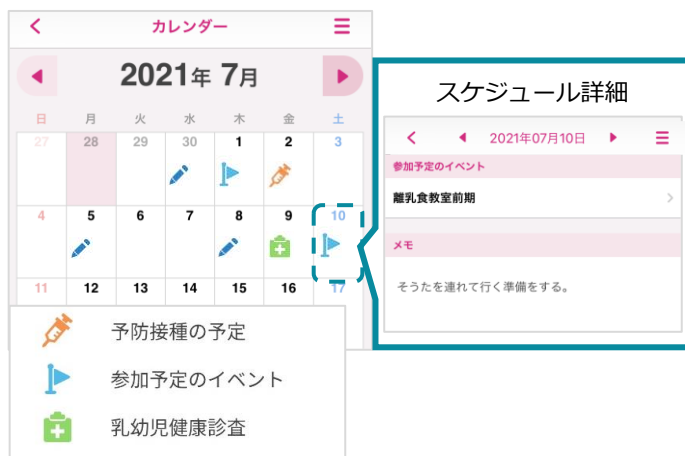 カレンダー
2021年 7月
日 月 火 水 木 金 土
27 28 29 30 1 2 3
4 5 6 7 8 9 10
11 12 13 14 15 16 17
予防接種の予定
参加予定のイベント
乳幼児健康診査
スケジュール詳細
2021年07月10日
参加予定のイベント
離乳食教室前期
メモ
そうたを連れて行く準備をする。